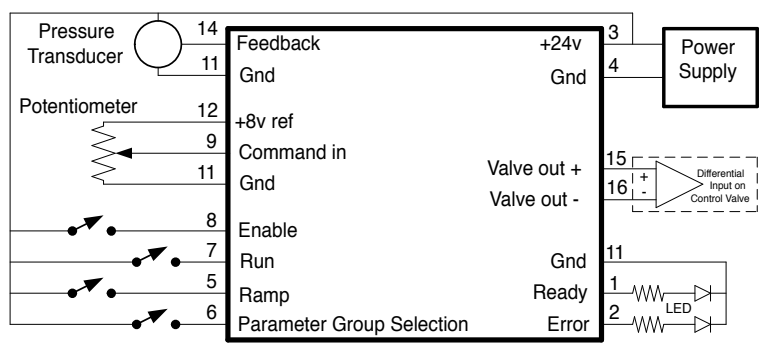 Pressure
Transducer
14
Feedback
11
Gnd
Potentiometer
12
+8v ref
9
Command in
11
Gnd
8
Enable
7
Run
5
Ramp
6
Parameter Group Selection
+24v
3
Gnd
4
Power
Supply
Valve out +
15
Valve out -
16
+
-
Differential
Input on
Control Valve
Gnd
11
Ready
1
Error
2
LED